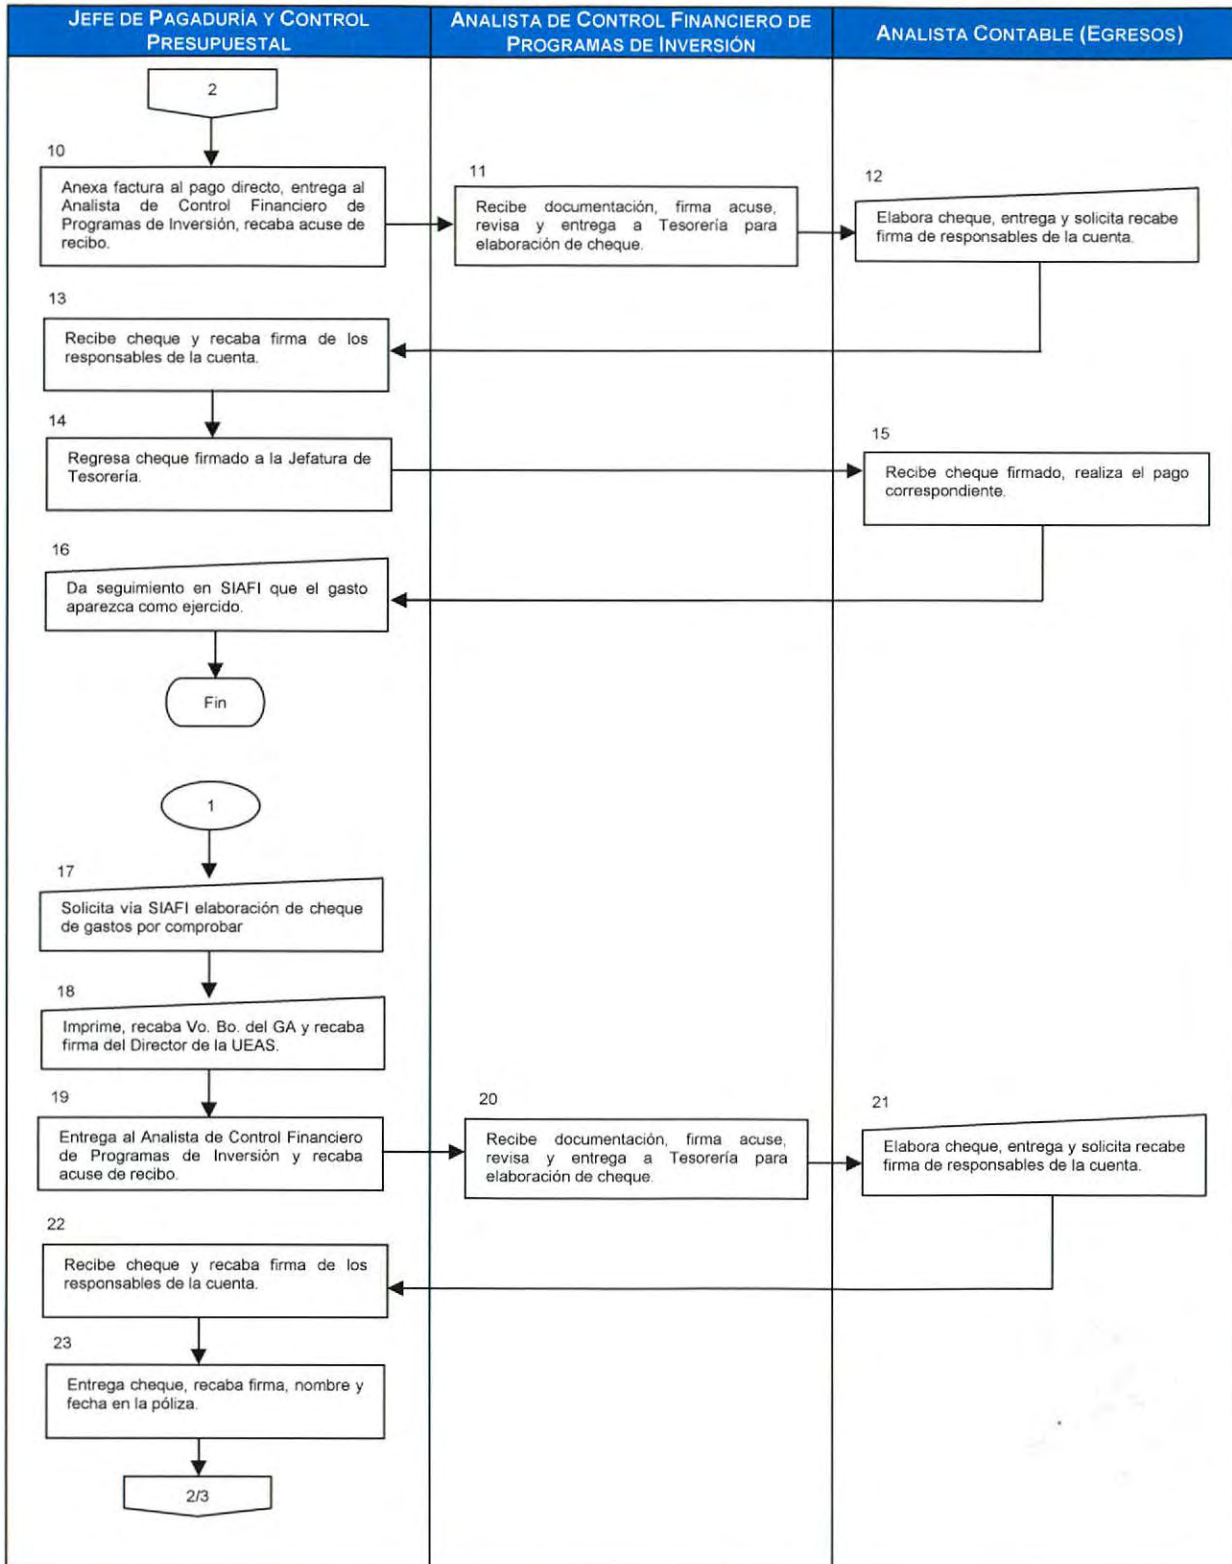 JEFE DE PAGADURÍA Y CONTROL
PRESUPUESTAL
ANALISTA DE CONTROL FINANCIERO DE
PROGRAMAS DE INVERSIÓN
ANALISTA CONTABLE (EGRESOS)
2
10
Anexa factura al pago directo, entrega al
Analista de Control Financiero de
Programas de Inversión, recaba acuse de
recibo.
11
Recibe documentación, firma acuse,
revisa y entrega a Tesorería para
elaboración de cheque.
12
Elabora cheque, entrega y solicita recabe
firma de responsables de la cuenta.
13
Recibe cheque y recaba firma de los
responsables de la cuenta.
14
Regresa cheque firmado a la Jefatura de
Tesorería.
15
Recibe cheque firmado, realiza el pago
correspondiente.
16
Da seguimiento en SIAFI que el gasto
aparezca como ejercido.
Fin
1
17
Solicita vía SIAFI elaboración de cheque
de gastos por comprobar
18
Imprime, recaba Vo. Bo. del GA y recaba
firma del Director de la UEAS.
19
Entrega al Analista de Control Financiero
de Programas de Inversión y recaba
acuse de recibo.
20
Recibe documentación, firma acuse,
revisa y entrega a Tesorería para
elaboración de cheque.
21
Elabora cheque, entrega y solicita recabe
firma de responsables de la cuenta.
22
Recibe cheque y recaba firma de los
responsables de la cuenta.
23
Entrega cheque, recaba firma, nombre y
fecha en la póliza.
2/3